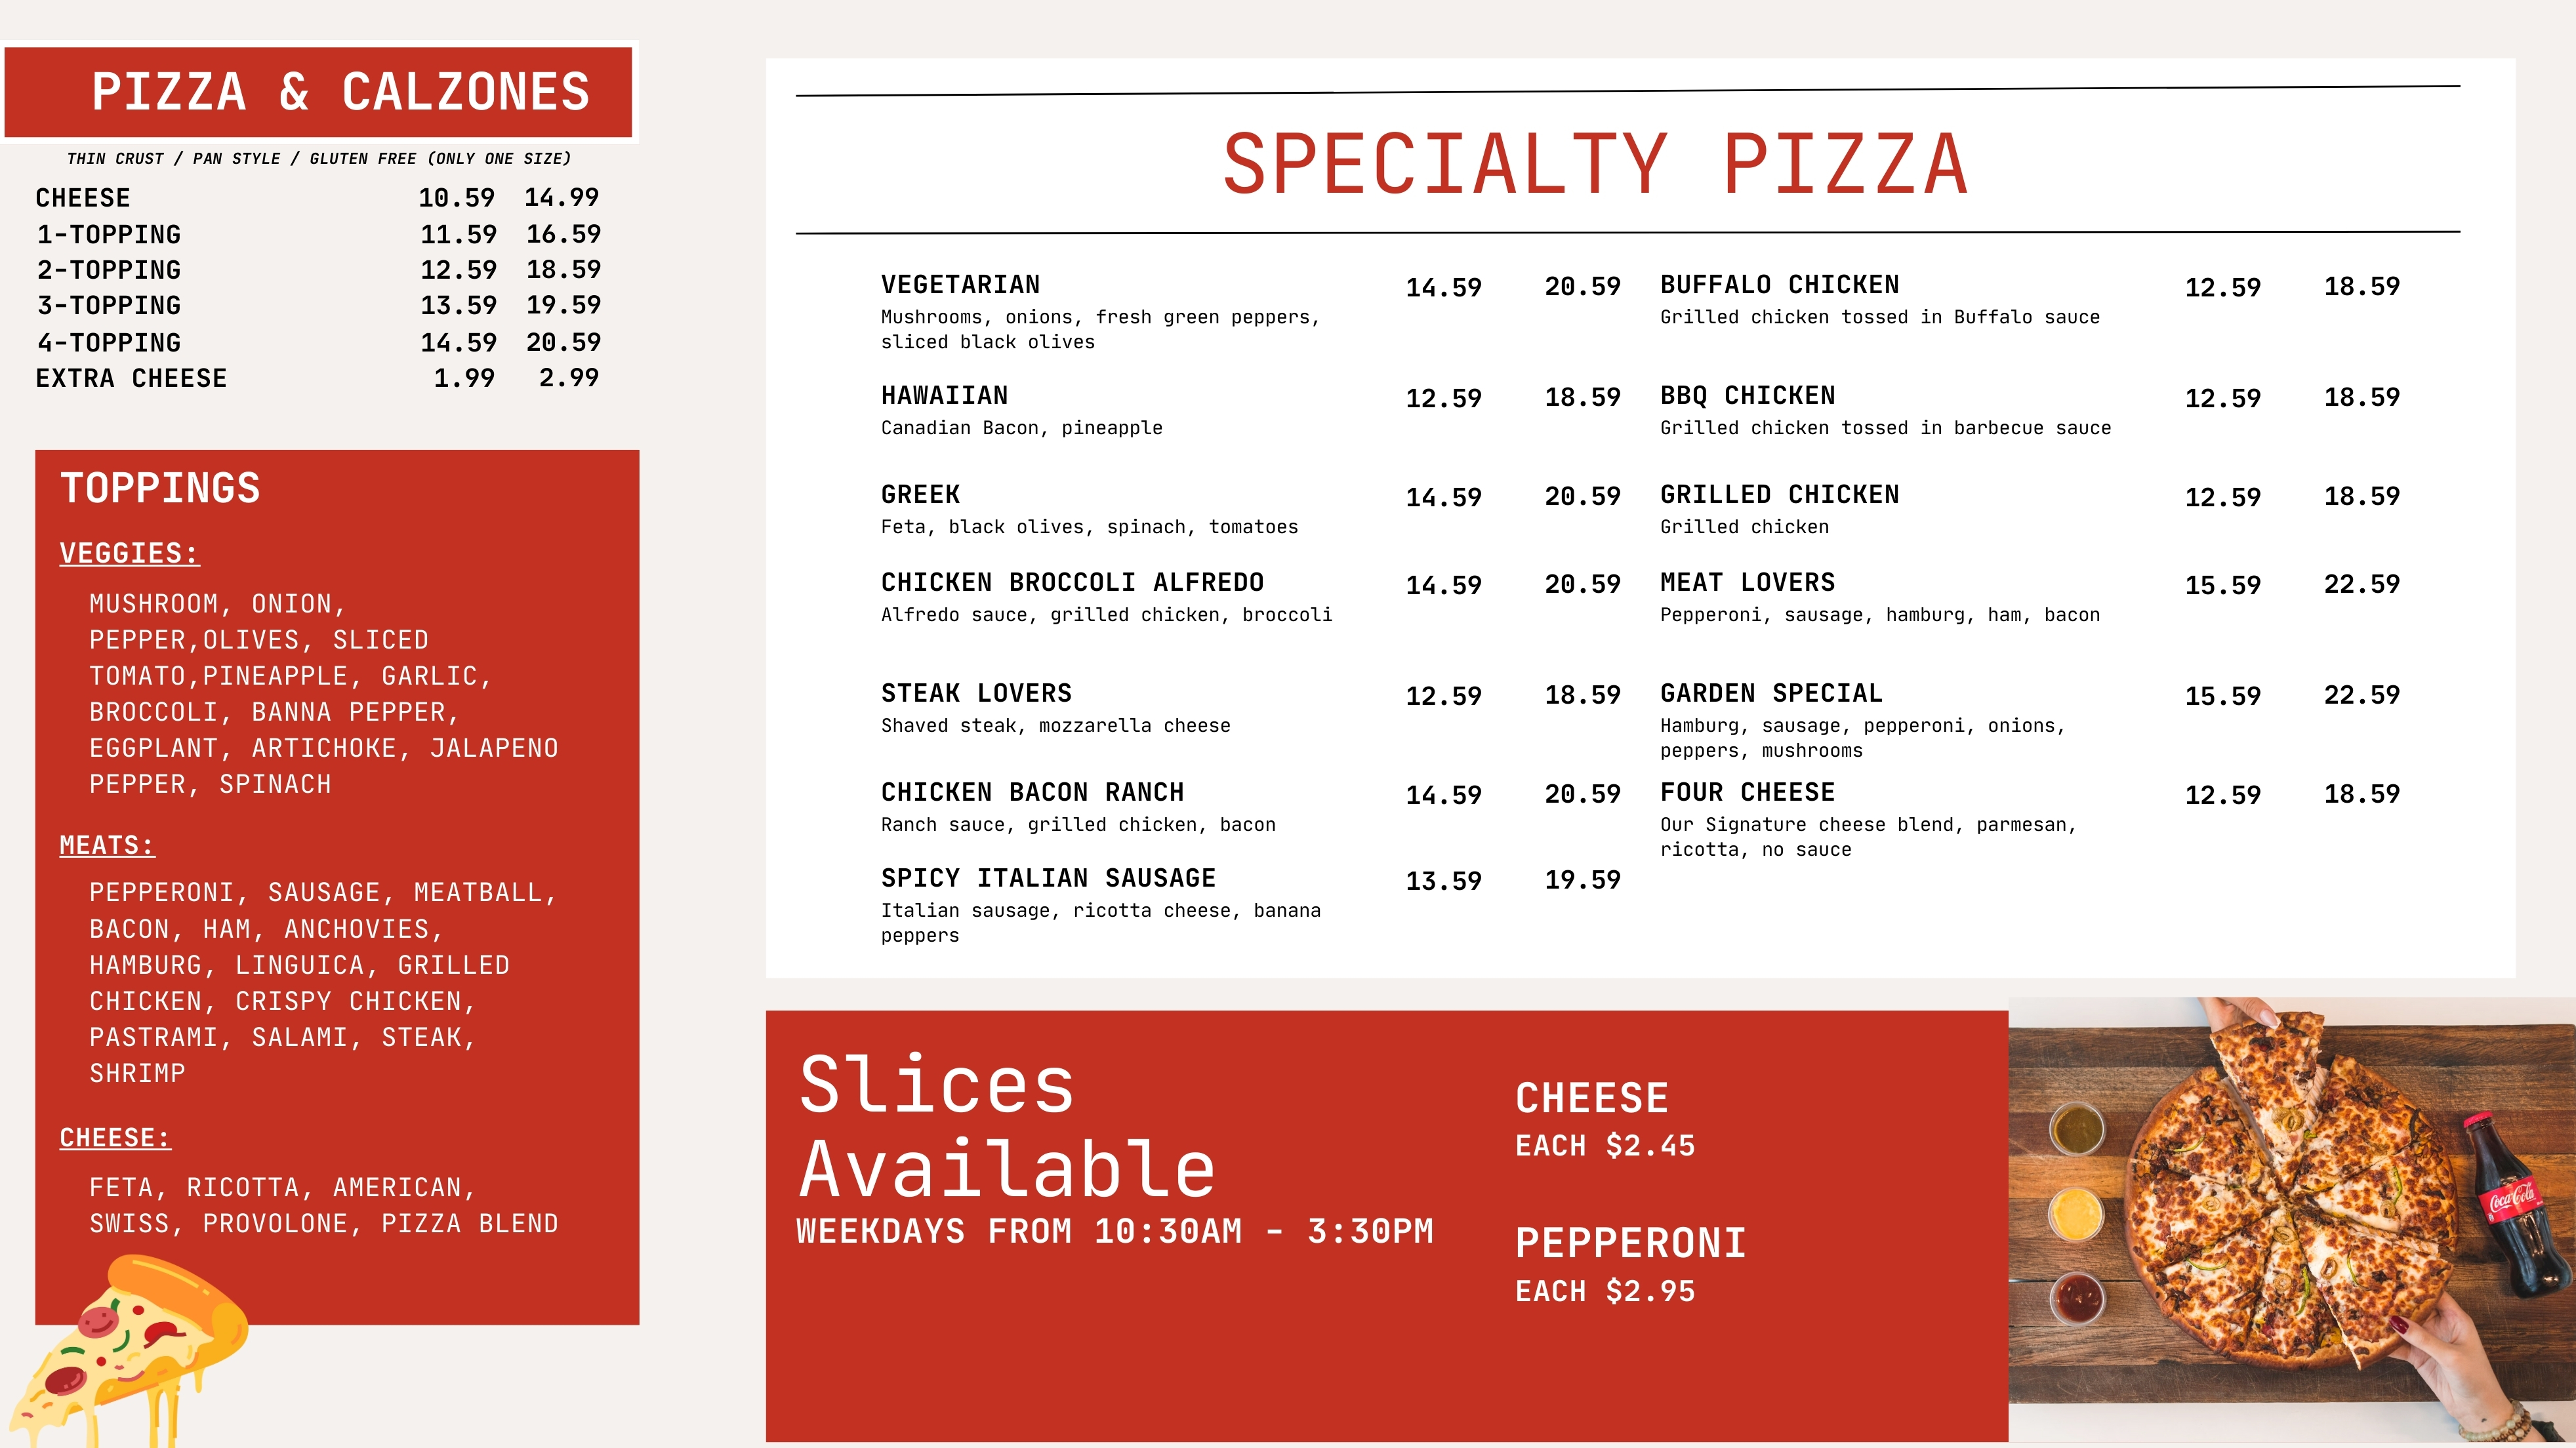 PIZZA & CALZONES
THIN CRUST / PAN STYLE / GLUTEN FREE (ONLY ONE SIZE)
CHEESE 10.59 14.99
1-TOPPING 11.59 16.59
2-TOPPING 12.59 18.59
3-TOPPING 13.59 19.59
4-TOPPING 14.59 20.59
EXTRA CHEESE 1.99 2.99
TOPPINGS
VEGGIES:
MUSHROOM, ONION,
PEPPER,OLIVES, SLICED
TOMATO,PINEAPPLE, GARLIC,
BROCCOLI, BANNA PEPPER,
EGGPLANT, ARTICHOKE, JALAPENO
PEPPER, SPINACH
MEATS:
PEPPERONI, SAUSAGE, MEATBALL,
BACON, HAM, ANCHOVIES,
HAMBURG, LINGUICA, GRILLED
CHICKEN, CRISPY CHICKEN,
PASTRAMI, SALAMI, STEAK,
SHRIMP
CHEESE:
FETA, RICOTTA, AMERICAN,
SWISS, PROVOLONE, PIZZA BLEND
SPECIALTY PIZZA
VEGETARIAN 14.59 20.59
Mushrooms, onions, fresh green peppers,
sliced black olives
HAWAIIAN 12.59 18.59
Canadian Bacon, pineapple
GREEK 14.59 20.59
Feta, black olives, spinach, tomatoes
CHICKEN BROCCOLI ALFREDO 14.59 20.59
Alfredo sauce, grilled chicken, broccoli
STEAK LOVERS 12.59 18.59
Shaved steak, mozzarella cheese
CHICKEN BACON RANCH 14.59 20.59
Ranch sauce, grilled chicken, bacon
SPICY ITALIAN SAUSAGE 13.59 19.59
Italian sausage, ricotta cheese, banana
peppers
BUFFALO CHICKEN 12.59 18.59
Grilled chicken tossed in Buffalo sauce
BBQ CHICKEN 12.59 18.59
Grilled chicken tossed in barbecue sauce
GRILLED CHICKEN 12.59 18.59
Grilled chicken
MEAT LOVERS 15.59 22.59
Pepperoni, sausage, hamburg, ham, bacon
GARDEN SPECIAL 15.59 22.59
Hamburg, sausage, pepperoni, onions,
peppers, mushrooms
FOUR CHEESE 12.59 18.59
Our Signature cheese blend, parmesan,
ricotta, no sauce
Slices
Available
WEEKDAYS FROM 10:30AM - 3:30PM
CHEESE
EACH $2.45
PEPPERONI
EACH $2.95
Coca-Cola